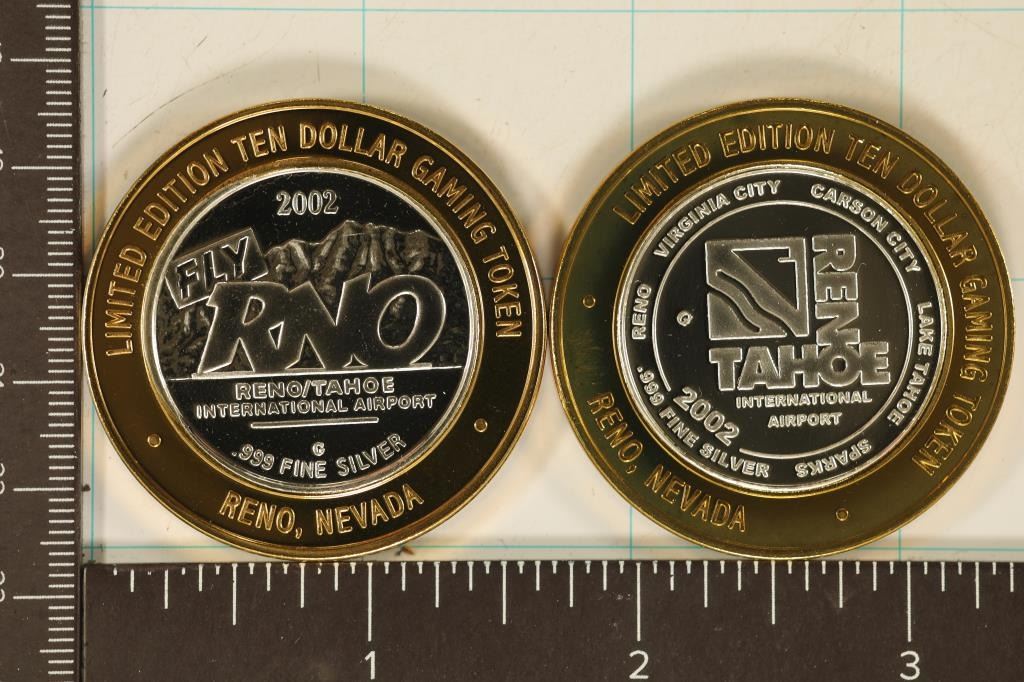 LIMITED EDITION TEN DOLLAR GAMING TOKEN
2002
FLY
RNO
RENO/TAHOE
INTERNATIONAL AIRPORT
G
.999 FINE SILVER
RENO, NEVADA
LIMITED EDITION TEN DOLLAR GAMING TOKEN
RENO VIRGINIA CITY CARSON CITY LAKE TAHOE SPARKS
G
RENO
TAHOE
INTERNATIONAL
AIRPORT
2002
.999 FINE SILVER
RENO, NEVADA
1 2 3